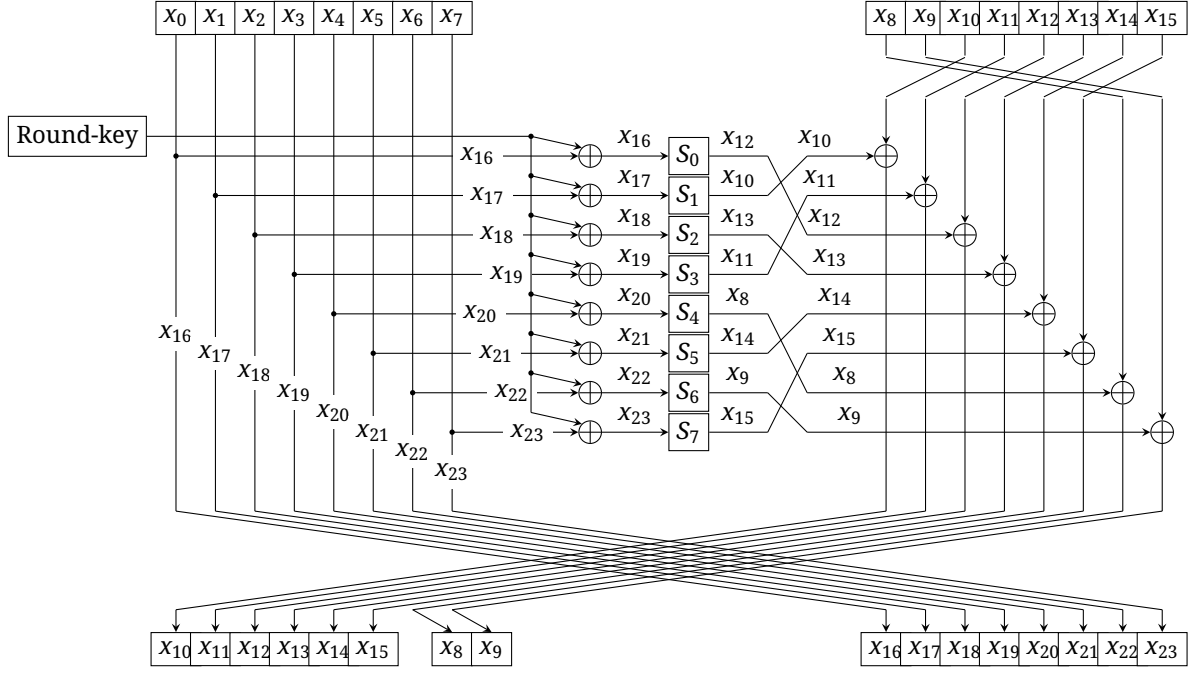 x₀ x₁ x₂ x₃ x₄ x₅ x₆ x₇ x₈ x₉ x₁₀ x₁₁ x₁₂ x₁₃ x₁₄ x₁₅
Round-key
x₁₆ x₁₆ S₀ x₁₂ x₁₀
x₁₇ x₁₇ S₁ x₁₀ x₁₁
x₁₈ x₁₈ S₂ x₁₃ x₁₂
x₁₉ x₁₉ S₃ x₁₁ x₁₃
x₂₀ x₂₀ S₄ x₈ x₁₄
x₂₁ x₂₁ S₅ x₁₄ x₁₅
x₂₂ x₂₂ S₆ x₉ x₈
x₂₃ x₂₃ S₇ x₁₅ x₉
x₁₆
x₁₇
x₁₈
x₁₉
x₂₀
x₂₁
x₂₂
x₂₃
x₁₀ x₁₁ x₁₂ x₁₃ x₁₄ x₁₅ x₈ x₉ x₁₆ x₁₇ x₁₈ x₁₉ x₂₀ x₂₁ x₂₂ x₂₃